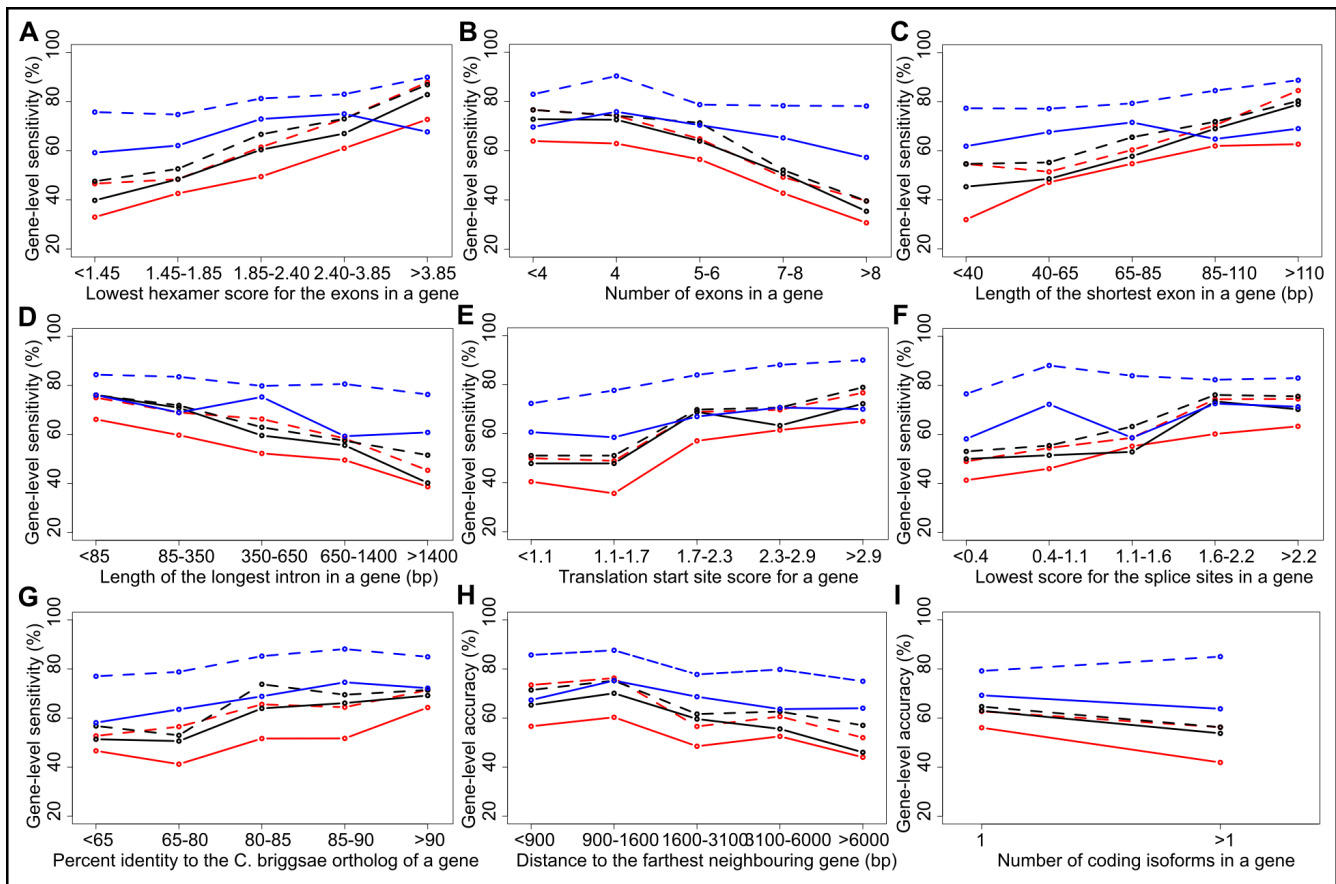 A
Gene-level sensitivity (%)
100
80
60
40
20
<1.45 1.45-1.85 1.85-2.40 2.40-3.85 >3.85
Lowest hexamer score for the exons in a gene
B
Gene-level sensitivity (%)
100
80
60
40
20
<4 4 5-6 7-8 >8
Number of exons in a gene
C
Gene-level sensitivity (%)
100
80
60
40
20
<40 40-65 65-85 85-110 >110
Length of the shortest exon in a gene (bp)
D
Gene-level sensitivity (%)
100
80
60
40
20
<85 85-350 350-650 650-1400 >1400
Length of the longest intron in a gene (bp)
E
Gene-level sensitivity (%)
100
80
60
40
20
<1.1 1.1-1.7 1.7-2.3 2.3-2.9 >2.9
Translation start site score for a gene
F
Gene-level sensitivity (%)
100
80
60
40
20
<0.4 0.4-1.1 1.1-1.6 1.6-2.2 >2.2
Lowest score for the splice sites in a gene
G
Gene-level sensitivity (%)
100
80
60
40
20
<65 65-80 80-85 85-90 >90
Percent identity to the C. briggsae ortholog of a gene
H
Gene-level accuracy (%)
100
80
60
40
20
<900 900-1600 1600-3100 3100-6000 >6000
Distance to the farthest neighbouring gene (bp)
I
Gene-level accuracy (%)
100
80
60
40
20
1 >1
Number of coding isoforms in a gene